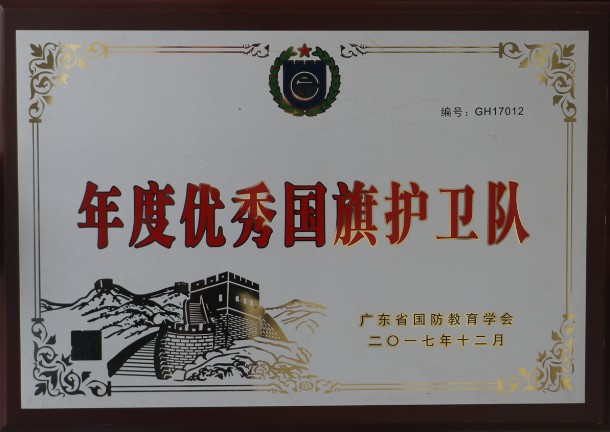 编号：GH17012
年度优秀国旗护卫队
广东省国防教育学会
二〇一七年十二月